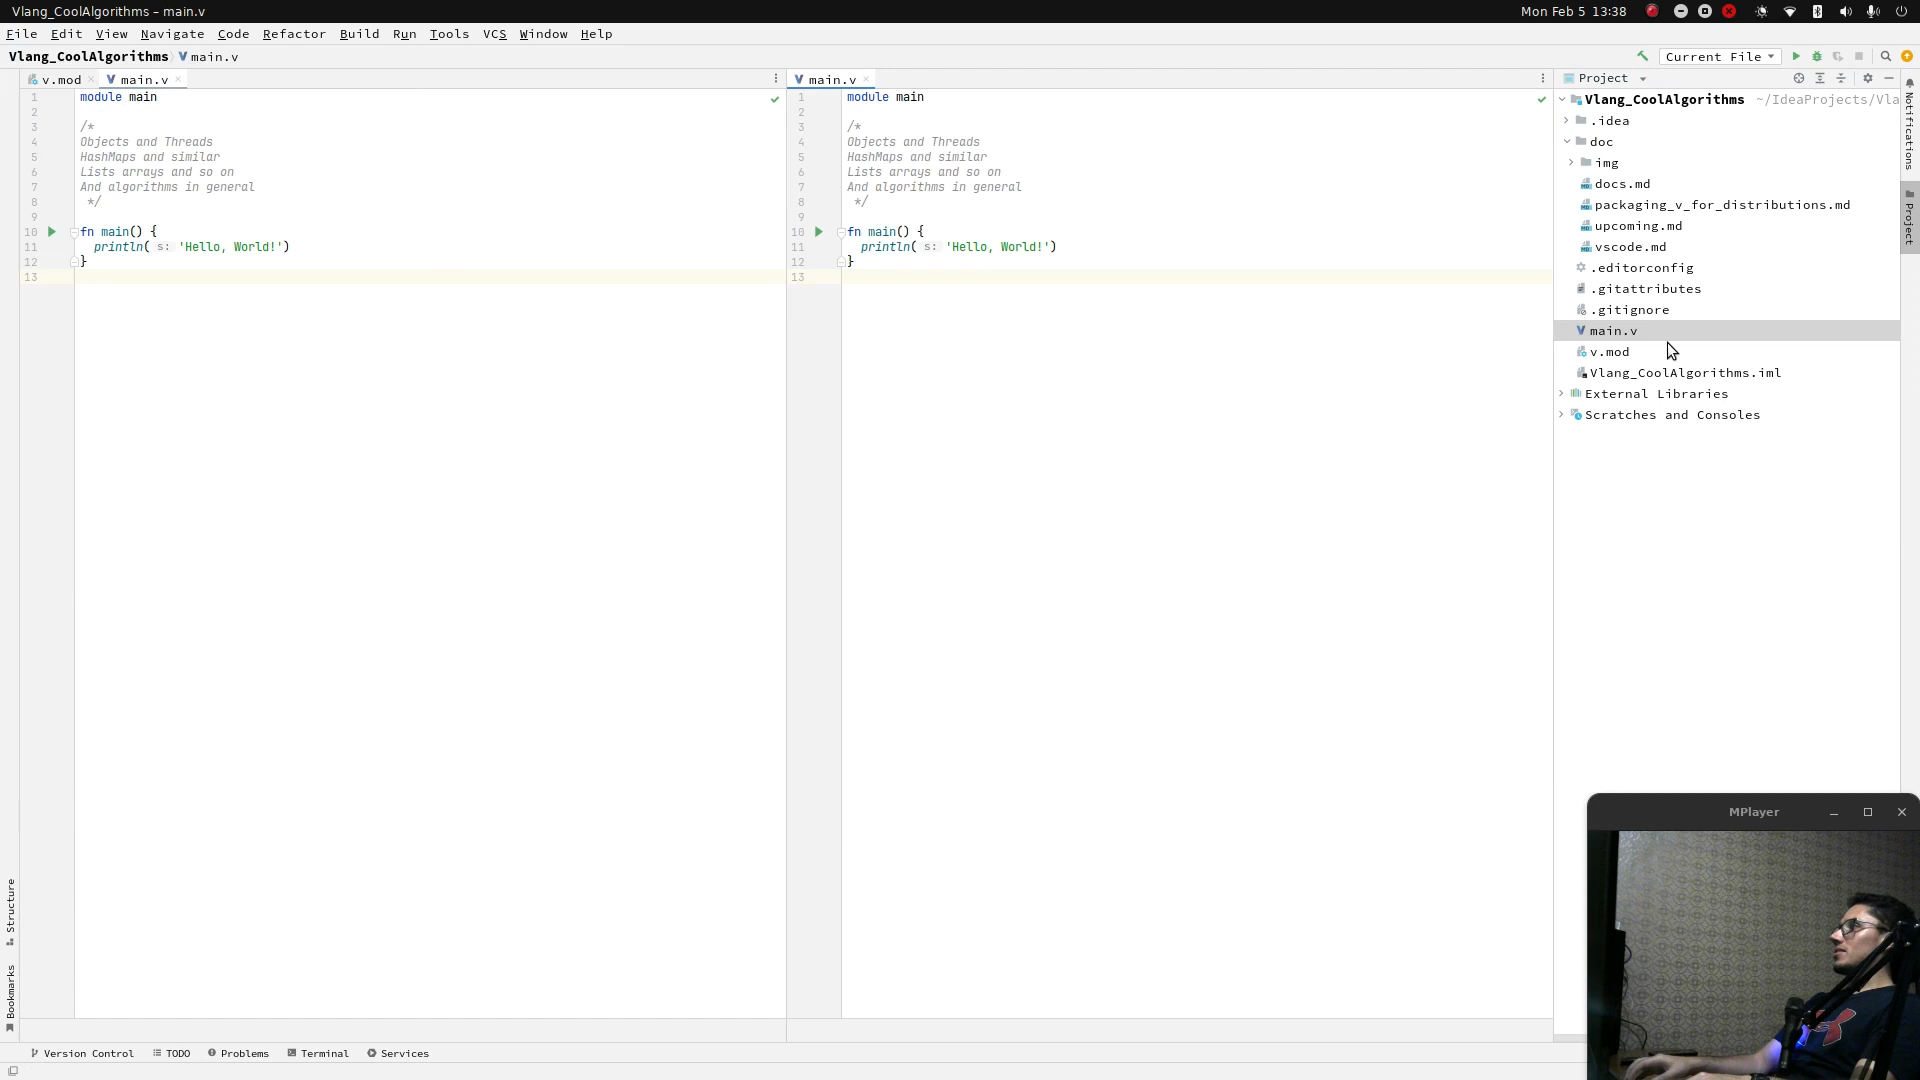 Vlang_CoolAlgorithms – main.v
Mon Feb 5 13:38
File Edit View Navigate Code Refactor Build Run Tools VCS Window Help
Vlang_CoolAlgorithms main.v
Current File
v.mod main.v
1 module main
2
3 /*
4 Objects and Threads
5 HashMaps and similar
6 Lists arrays and so on
7 And algorithms in general
8 */
9
10 fn main() {
11 println( s: 'Hello, World!')
12 }
13
main.v
1 module main
2
3 /*
4 Objects and Threads
5 HashMaps and similar
6 Lists arrays and so on
7 And algorithms in general
8 */
9
10 fn main() {
11 println( s: 'Hello, World!')
12 }
13
Project
Vlang_CoolAlgorithms ~/IdeaProjects/Vla
.idea
doc
img
docs.md
packaging_v_for_distributions.md
upcoming.md
vscode.md
.editorconfig
.gitattributes
.gitignore
main.v
v.mod
Vlang_CoolAlgorithms.iml
External Libraries
Scratches and Consoles
Notifications
Project
MPlayer
Structure
Bookmarks
Version Control TODO Problems Terminal Services